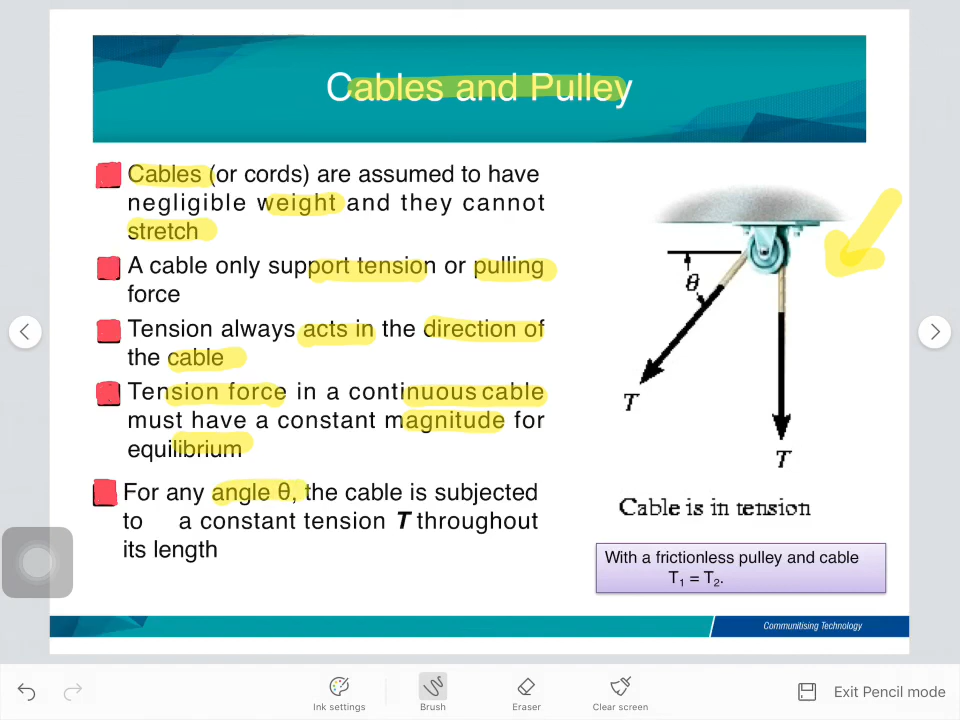 Cables and Pulley
Cables (or cords) are assumed to have
negligible weight and they cannot
stretch
A cable only support tension or pulling
force
Tension always acts in the direction of
the cable
Tension force in a continuous cable
must have a constant magnitude for
equilibrium
For any angle θ, the cable is subjected
to a constant tension T throughout
its length
θ
T
T
Cable is in tension
With a frictionless pulley and cable
T₁ = T₂.
Communitising Technology
Ink settings
Brush
Eraser
Clear screen
Exit Pencil mode